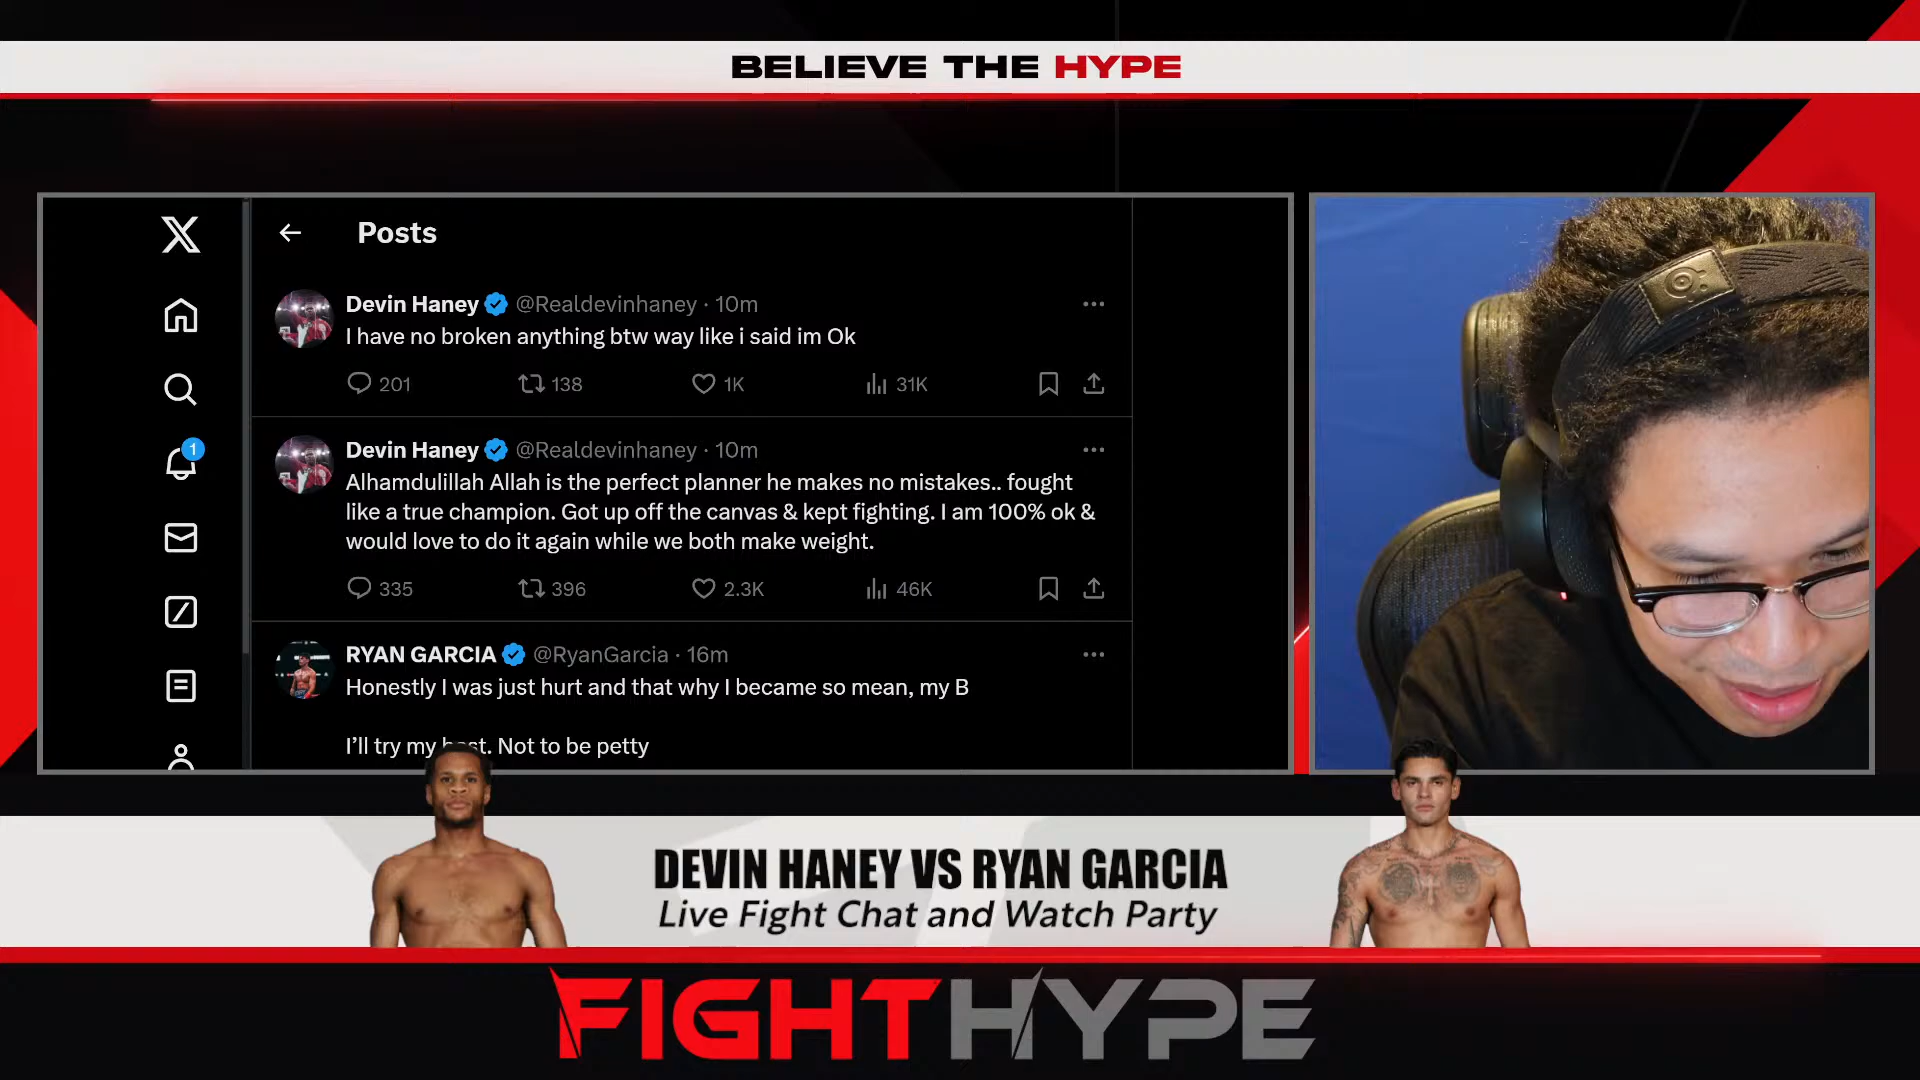 BELIEVE THE HYPE
Posts
Devin Haney @Realdevinhaney · 10m
I have no broken anything btw way like i said im Ok
201 138 1K 31K
1
Devin Haney @Realdevinhaney · 10m
Alhamdulillah Allah is the perfect planner he makes no mistakes.. fought
like a true champion. Got up off the canvas & kept fighting. I am 100% ok &
would love to do it again while we both make weight.
335 396 2.3K 46K
RYAN GARCIA @RyanGarcia · 16m
Honestly I was just hurt and that why I became so mean, my B
I'll try my best. Not to be petty
DEVIN HANEY VS RYAN GARCIA
Live Fight Chat and Watch Party
FIGHTHYPE